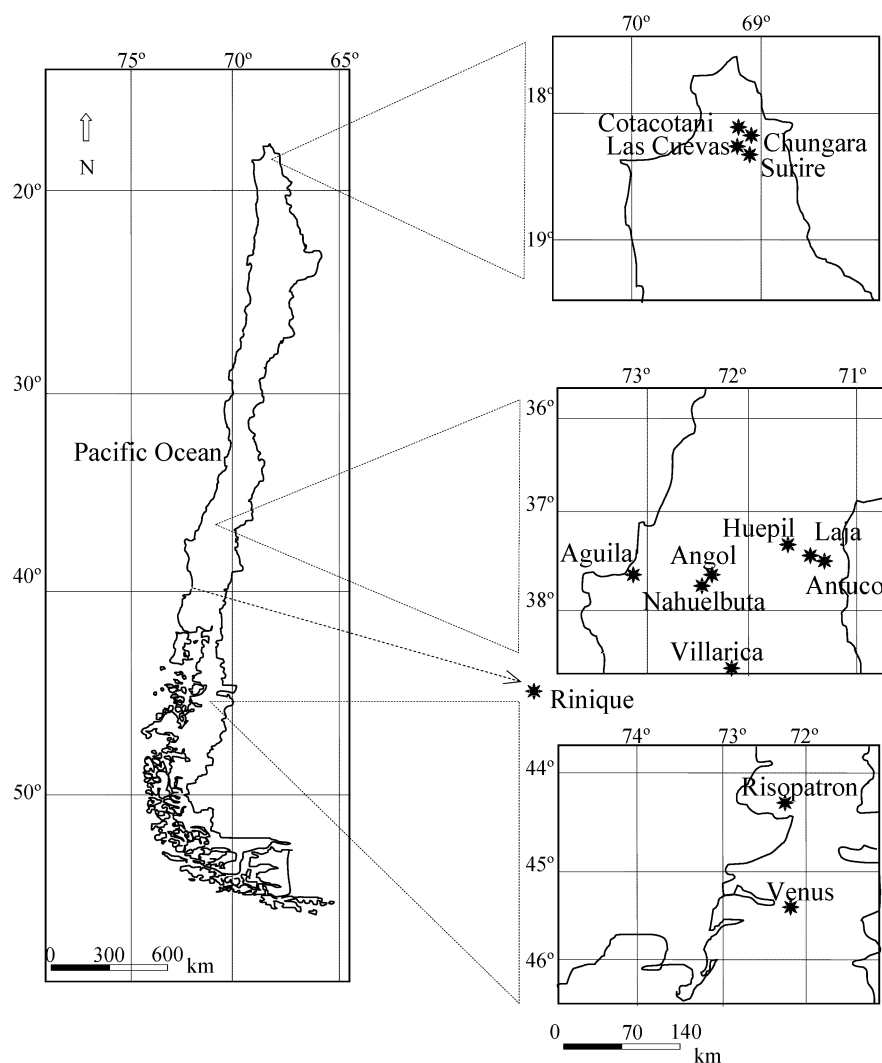 75º 70º 65º
N
20º
30º
Pacific Ocean
40º
50º
0 300 600
km
70º 69º
18º
Cotacotani
Chungara
Las Cuevas
Surire
19º
73º 72º 71º
36º
37º
Huepil Laja
Aguila Angol
Antuco
Nahuelbuta
38º
Villarica
Rinique
74º 73º 72º
44º
Risopatron
45º
Venus
46º
0 70 140
km